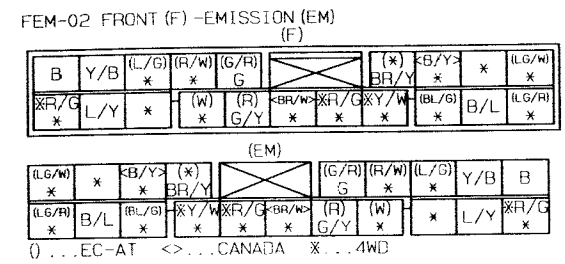 FEM-02 FRONT (F) -EMISSION (EM)
(F)
B Y/B (L/G) * (R/W) * (G/R) G (*) BR/Y <B/Y> * * (LG/W) *
※R/G * L/Y * (W) * (R) G/Y <BR/W> * ※R/G * ※Y/W * (BL/G) * B/L (LG/R) *
(EM)
(LG/W) * * <B/Y> * (*) BR/Y (G/R) G (R/W) * (L/G) * Y/B B
(LG/R) * B/L (BL/G) * ※Y/W * ※R/G * <BR/W> * (R) G/Y (W) * * L/Y ※R/G *
() ...EC-AT <>...CANADA ※...4WD